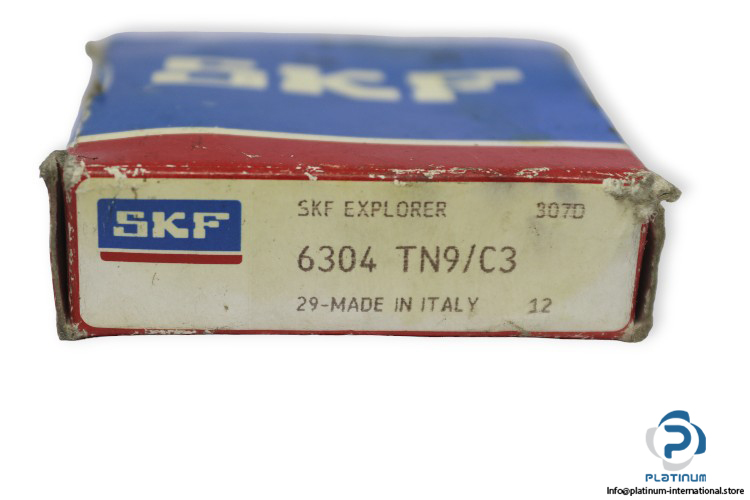 SKF
SKF
SKF EXPLORER 307D
6304 TN9/C3
29-MADE IN ITALY 12
PLATINUM
Info@platinum-international.store